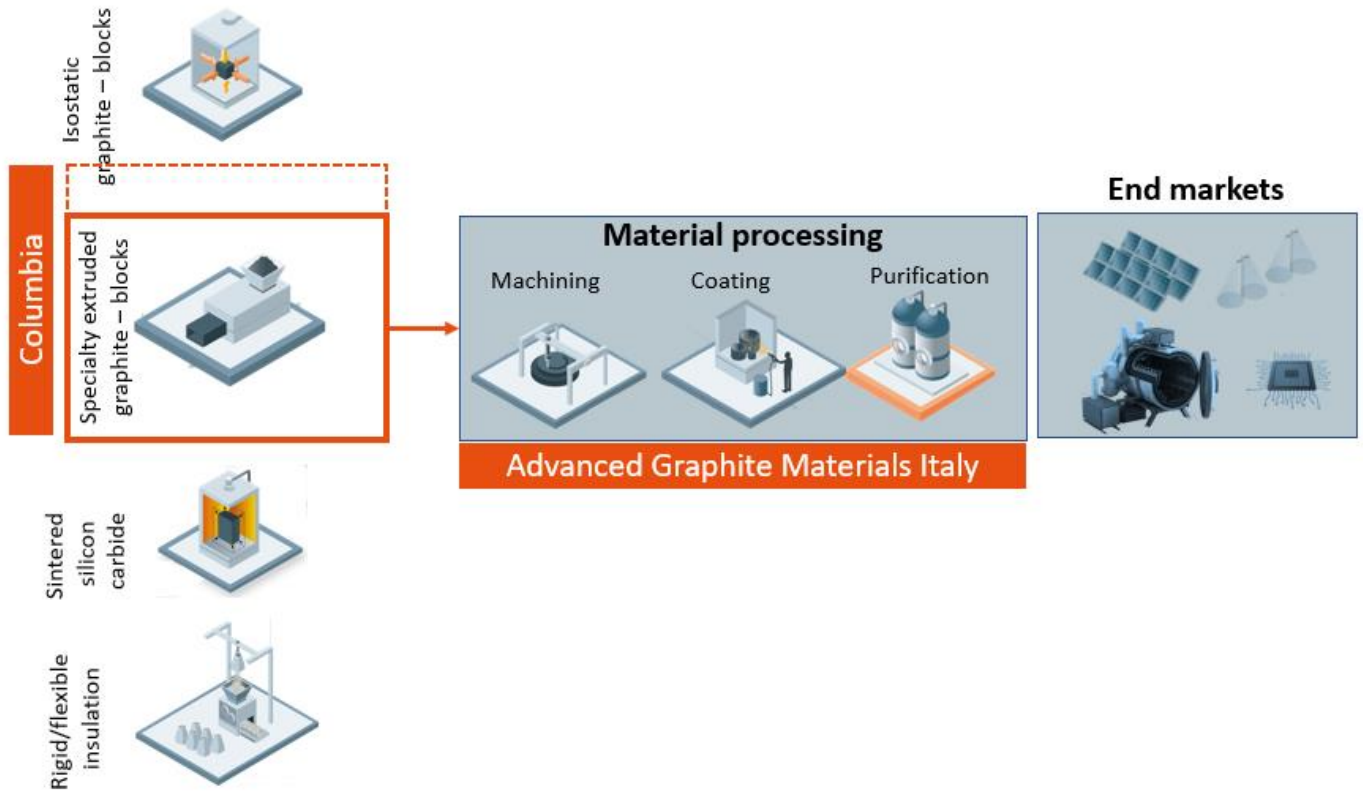 Isostatic
graphite – blocks
Columbia
Specialty extruded
graphite – blocks
Sintered
silicon
carbide
Rigid/flexible
insulation
Material processing
Machining
Coating
Purification
Advanced Graphite Materials Italy
End markets